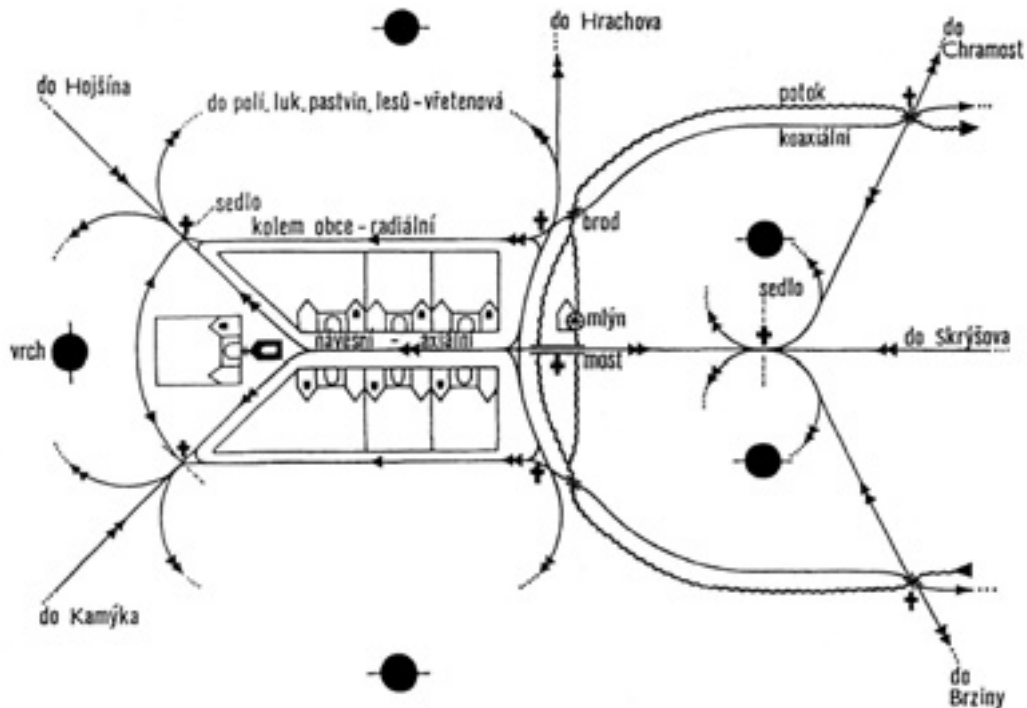 do Hrachova
do
Chramost
do Hojšína
do polí, luk, pastvin, lesů-vřetenová
potok
koaxiální
sedlo
kolem obce-radiální
brod
sedlo
mlýn
vrch
návesní - axiální
most
do Skrýšova
do Kamýka
do
Brziny